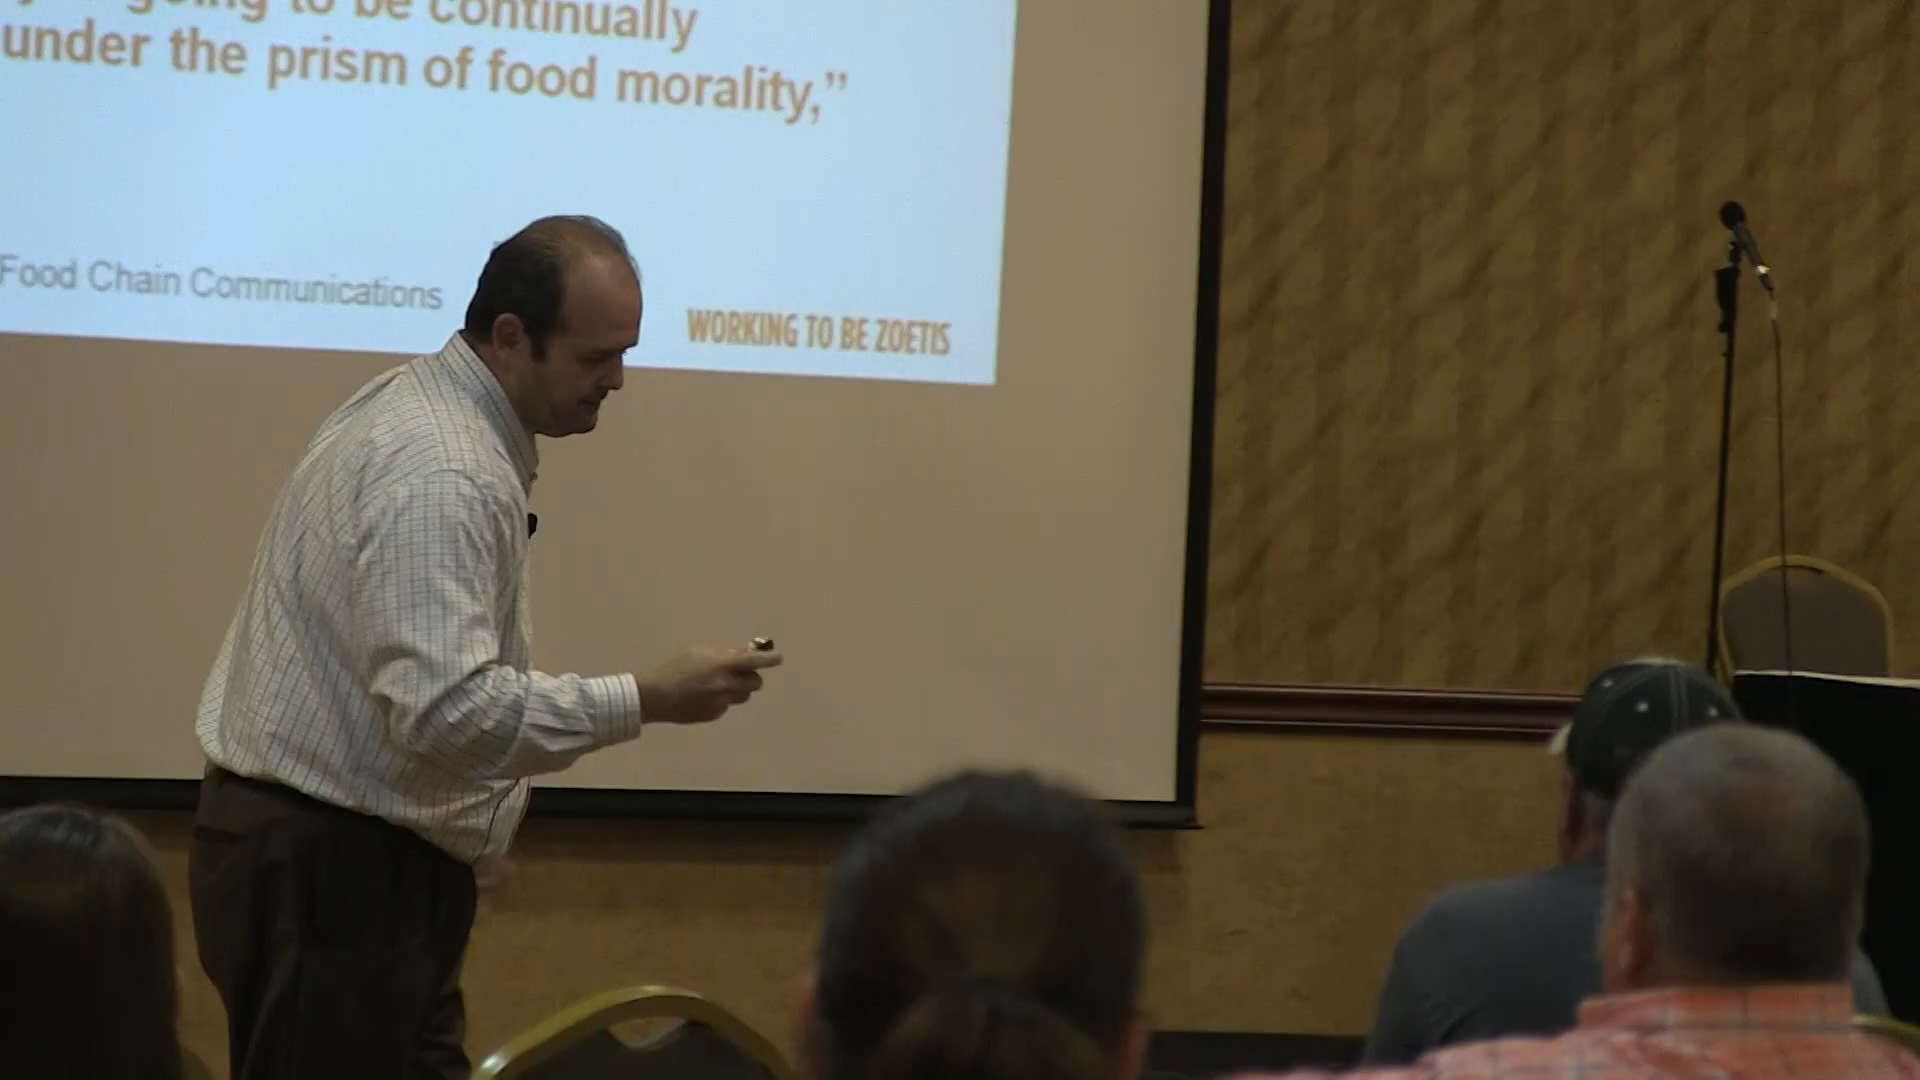 going to be continually
under the prism of food morality,”
Food Chain Communications
WORKING TO BE ZOETIS